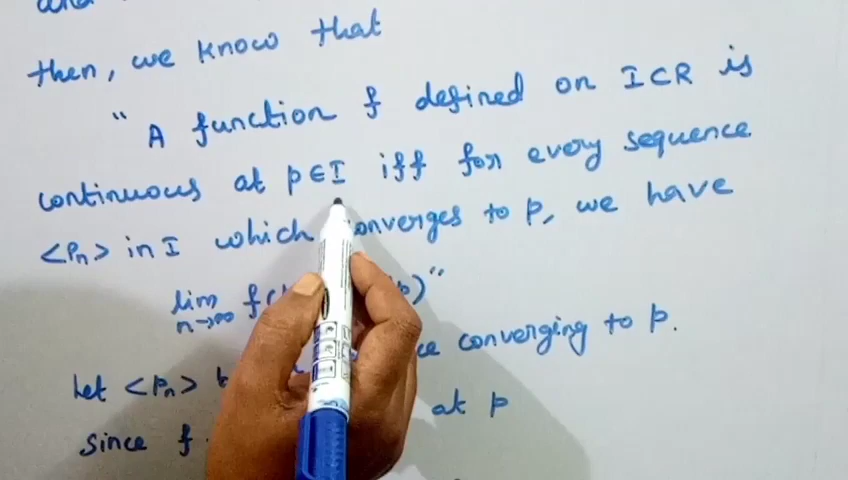 then, we know that
" A function f defined on I⊂R is
continuous at p∈I iff for every sequence
<Pn> in I which converges to p, we have
lim n→∞ f( p)"
Let <Pn> converging to p.
since f at p